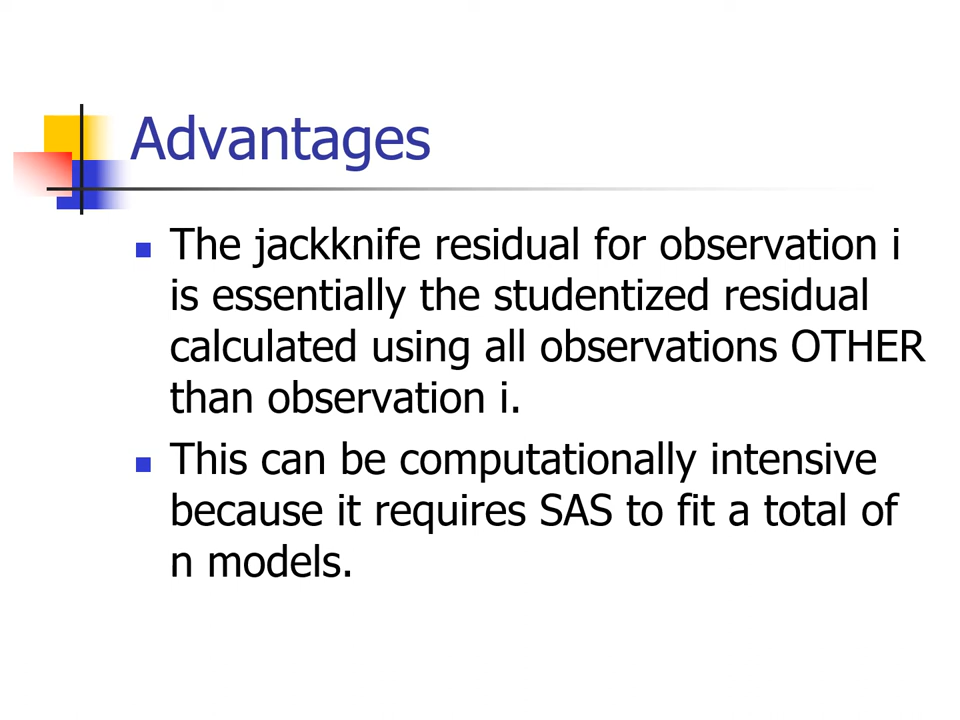 Advantages
The jackknife residual for observation i
is essentially the studentized residual
calculated using all observations OTHER
than observation i.
This can be computationally intensive
because it requires SAS to fit a total of
n models.